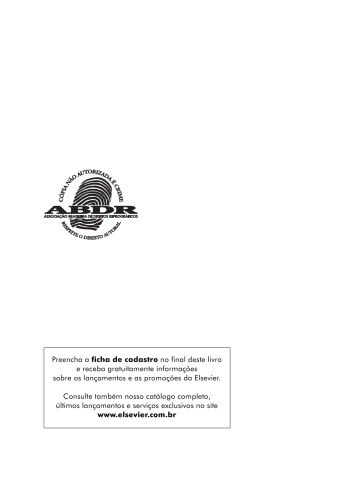 CÓPIA NÃO AUTORIZADA É CRIME
ABDR
ASSOCIAÇÃO BRASILEIRA DE DIREITOS REPROGRÁFICOS
RESPEITE O DIREITO AUTORAL
Preencha a ficha de cadastro no final deste livro
e receba gratuitamente informações
sobre os lançamentos e as promoções da Elsevier.
Consulte também nosso catálogo completo,
últimos lançamentos e serviços exclusivos no site
www.elsevier.com.br